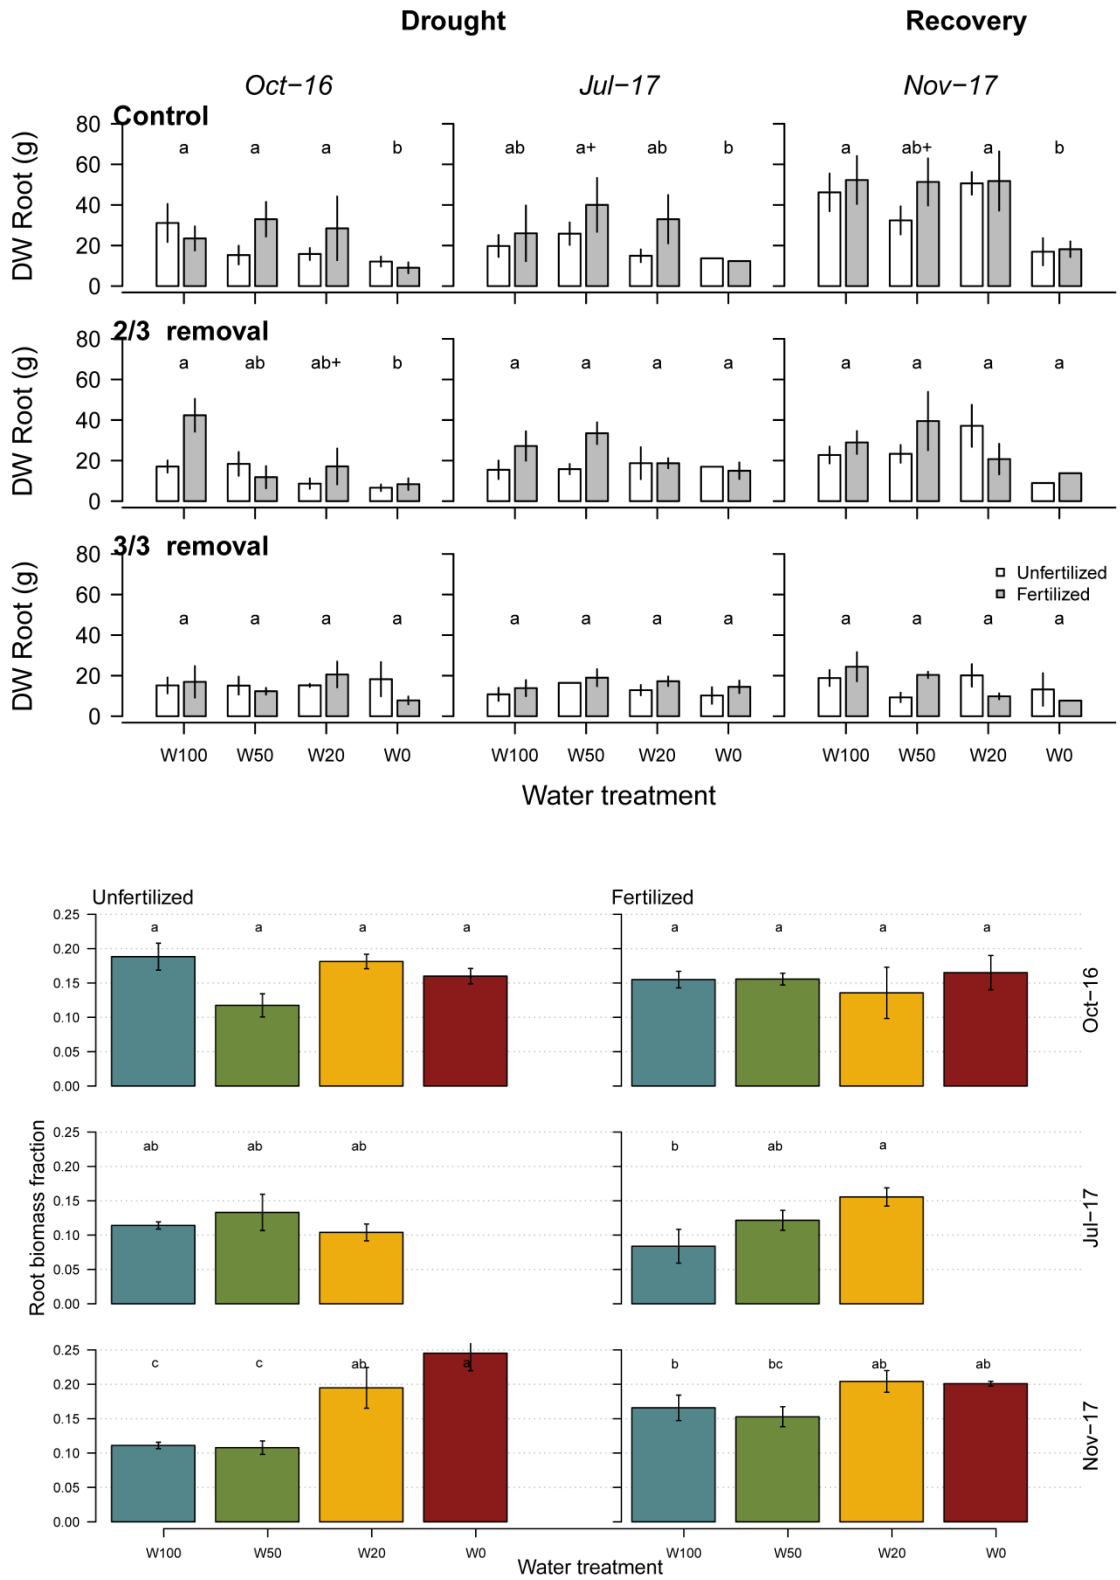 Drought Recovery
Oct−16 Jul−17 Nov−17
Control
DW Root (g)
80
60
40
20
0
a a a b
a b a+ ab b
a ab+ a b
2/3 removal
DW Root (g)
80
60
40
20
0
a ab ab+ b
a a a a
a a a a
3/3 removal
DW Root (g)
80
60
40
20
0
a a a a
a a a a
a a a a
Unfertilized
Fertilized
W100 W50 W20 W0 W100 W50 W20 W0 W100 W50 W20 W0
Water treatment
Unfertilized Fertilized
0.25
0.20
0.15
0.10
0.05
0.00
a a a a
a a a a
Oct−16
Root biomass fraction
0.25
0.20
0.15
0.10
0.05
0.00
ab ab ab
b ab a
Jul−17
0.25
0.20
0.15
0.10
0.05
0.00
c c ab a
b bc ab ab
Nov−17
W100 W50 W20 W0 W100 W50 W20 W0
Water treatment